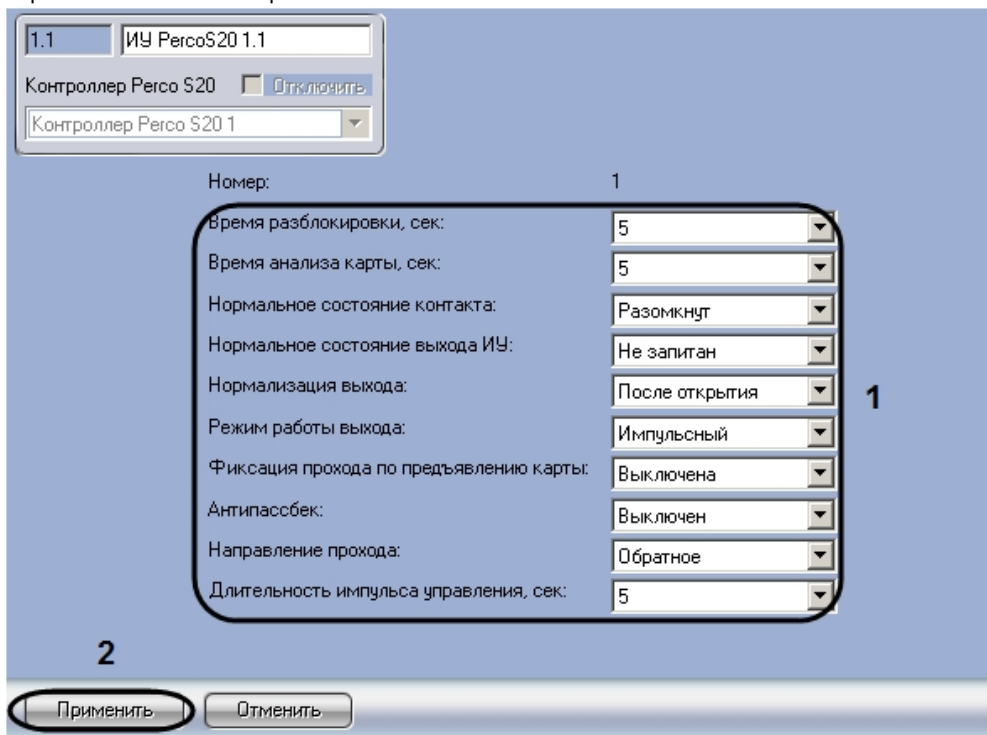 1.1 ИУ PercoS20 1.1
Контроллер Perco S20 Отключить
Контроллер Perco S20 1
Номер: 1
Время разблокировки, сек: 5
Время анализа карты, сек: 5
Нормальное состояние контакта: Разомкнут
Нормальное состояние выхода ИУ: Не запитан
Нормализация выхода: После открытия
1
Режим работы выхода: Импульсный
Фиксация прохода по предъявлению карты: Выключена
Антипассбек: Выключен
Направление прохода: Обратное
Длительность импульса управления, сек: 5
2
Применить Отменить